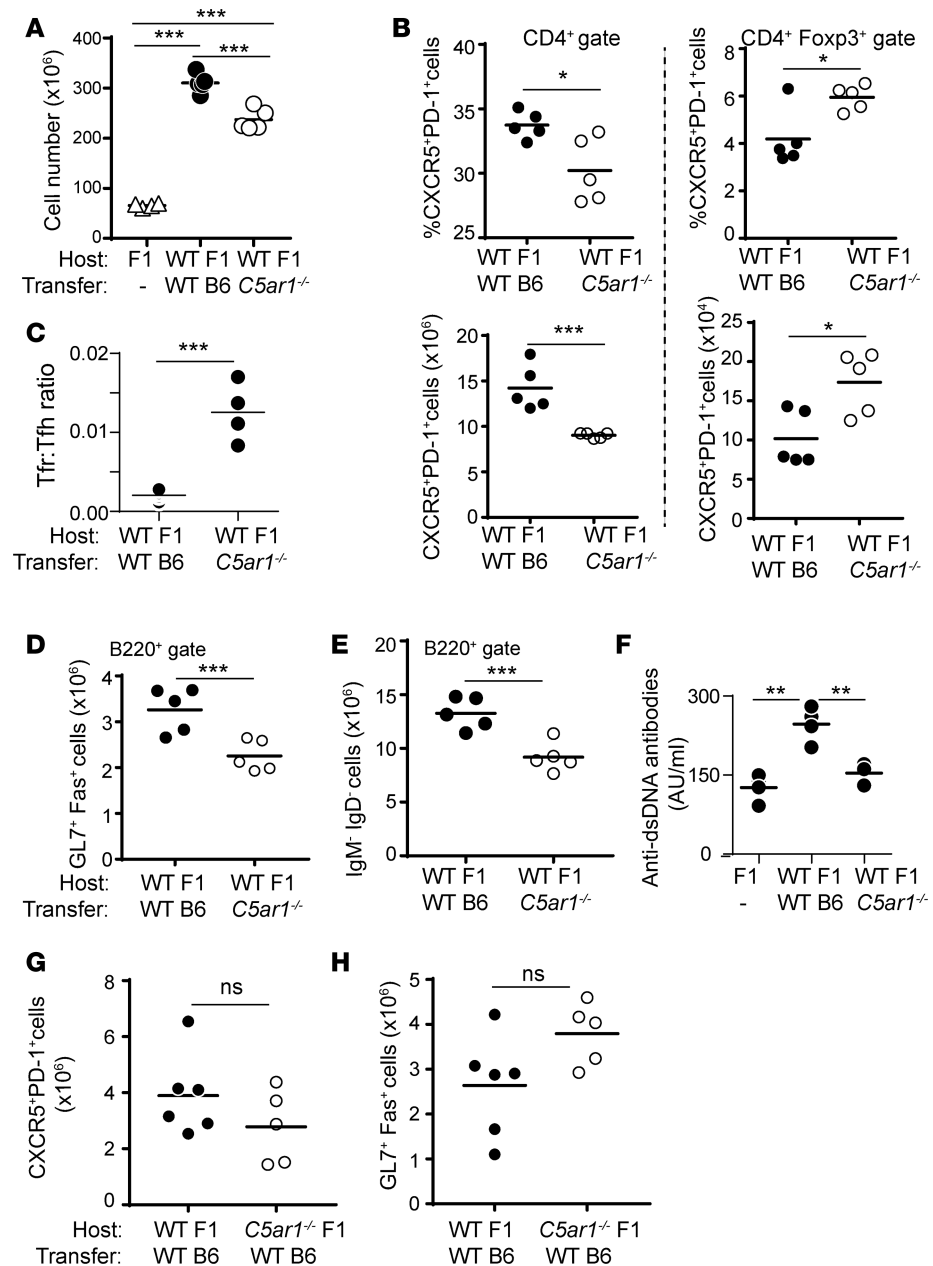 A
***
***
***
Cell number (x10⁶)
400
300
200
100
0
Host: F1 WT F1 WT F1
Transfer: - WT B6 C5ar1⁻/⁻
B
CD4⁺ gate
*
%CXCR5⁺PD-1⁺cells
40
35
30
25
WT F1 WT F1
WT B6 C5ar1⁻/⁻
CD4⁺ Foxp3⁺ gate
*
%CXCR5⁺PD-1⁺cells
8
6
4
2
0
WT F1 WT F1
WT B6 C5ar1⁻/⁻
***
CXCR5⁺PD-1⁺cells (x10⁶)
20
15
10
5
0
WT F1 WT F1
WT B6 C5ar1⁻/⁻
*
CXCR5⁺PD-1⁺cells (x10⁴)
25
20
15
10
5
0
WT F1 WT F1
WT B6 C5ar1⁻/⁻
C
***
Tfr:Tfh ratio
0.02
0.01
0.00
Host: WT F1 WT F1
Transfer: WT B6 C5ar1⁻/⁻
D
B220⁺ gate
***
GL7⁺ Fas⁺ cells (x10⁶)
4
3
2
1
0
Host: WT F1 WT F1
Transfer: WT B6 C5ar1⁻/⁻
E
B220⁺ gate
***
IgM⁻ IgD⁻ cells (x10⁶)
20
15
10
5
0
WT F1 WT F1
WT B6 C5ar1⁻/⁻
F
** **
Anti-dsDNA antibodies
(AU/ml)
300
150
0
F1 WT F1 WT F1
- WT B6 C5ar1⁻/⁻
G
ns
CXCR5⁺PD-1⁺cells
(x10⁶)
8
6
4
2
0
Host: WT F1 C5ar1⁻/⁻ F1
Transfer: WT B6 WT B6
H
ns
GL7⁺ Fas⁺ cells (x10⁶)
5
4
3
2
1
0
WT F1 C5ar1⁻/⁻ F1
WT B6 WT B6